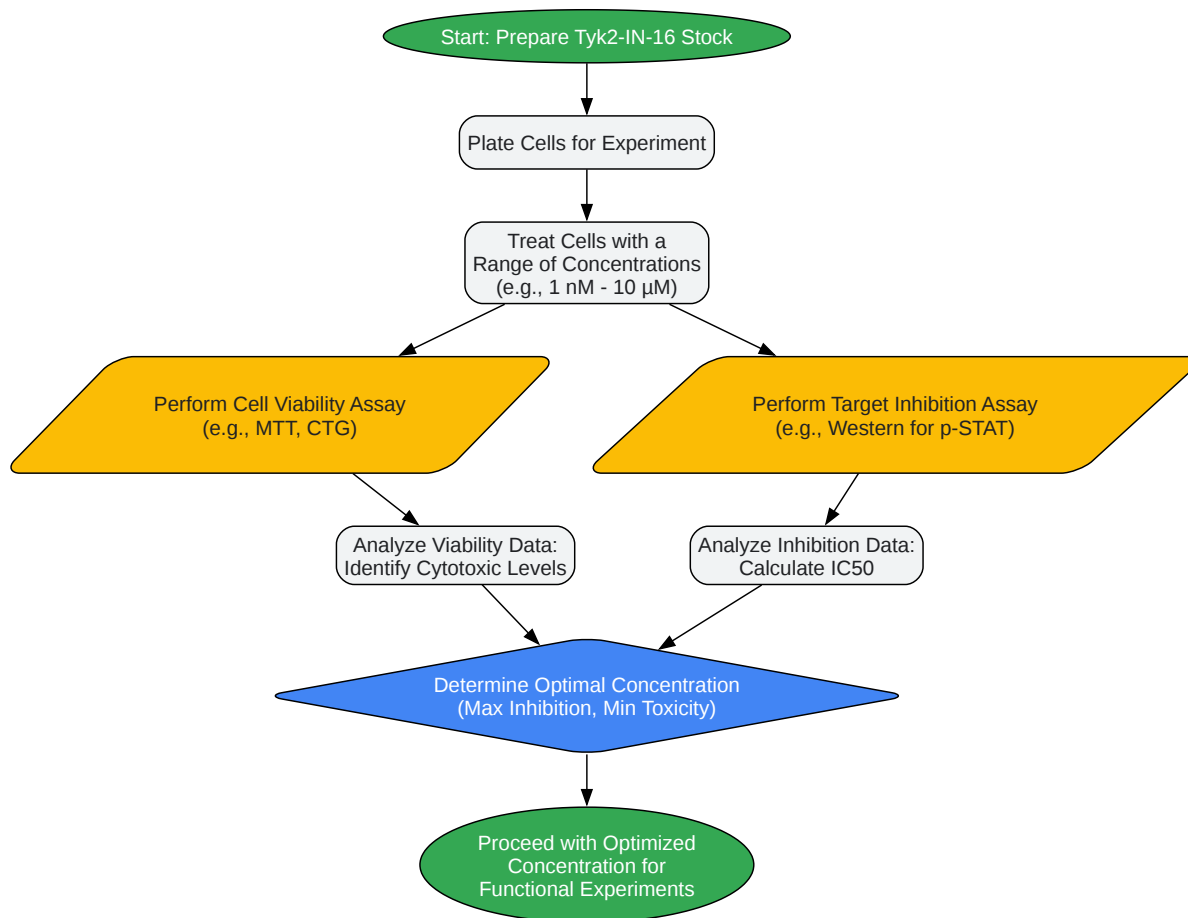 Start: Prepare Tyk2-IN-16 Stock
Plate Cells for Experiment
Treat Cells with a
Range of Concentrations
(e.g., 1 nM - 10 µM)
Perform Cell Viability Assay
(e.g., MTT, CTG)
Perform Target Inhibition Assay
(e.g., Western for p-STAT)
Analyze Viability Data:
Identify Cytotoxic Levels
Analyze Inhibition Data:
Calculate IC50
Determine Optimal Concentration
(Max Inhibition, Min Toxicity)
Proceed with Optimized
Concentration for
Functional Experiments